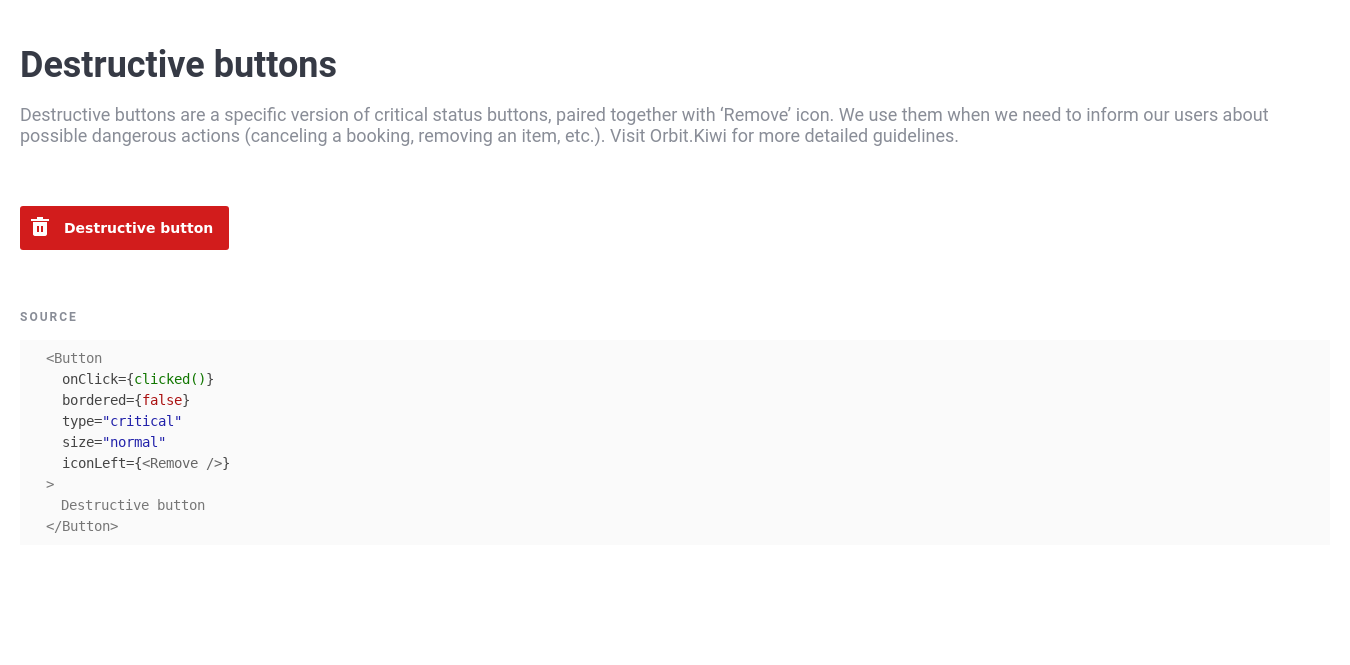 Destructive buttons
Destructive buttons are a specific version of critical status buttons, paired together with ‘Remove’ icon. We use them when we need to inform our users about
possible dangerous actions (canceling a booking, removing an item, etc.). Visit Orbit.Kiwi for more detailed guidelines.
Destructive button
SOURCE
<Button
  onClick={clicked()}
  bordered={false}
  type="critical"
  size="normal"
  iconLeft={<Remove />}
>
  Destructive button
</Button>